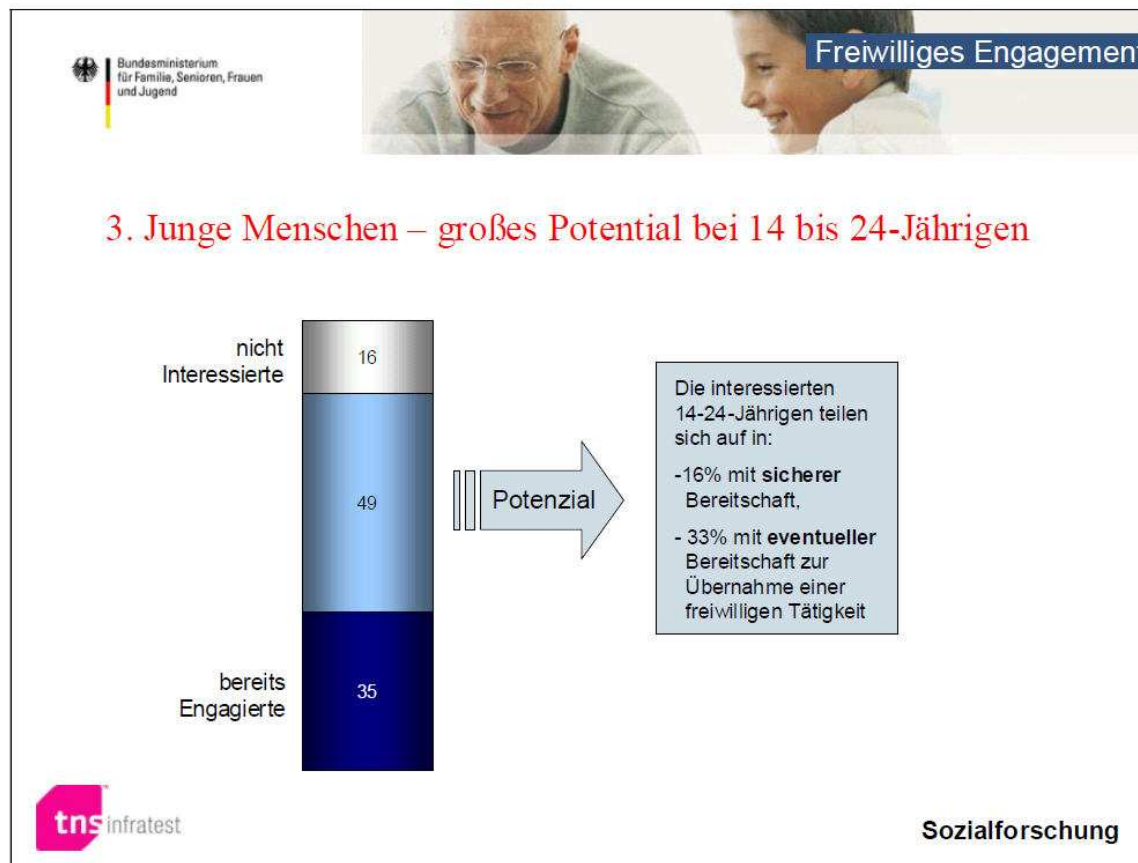 Bundesministerium
für Familie, Senioren, Frauen
und Jugend
Freiwilliges Engagement
3. Junge Menschen – großes Potential bei 14 bis 24-Jährigen
nicht
Interessierte
16
49
bereits
Engagierte
35
Potenzial
Die interessierten
14-24-Jährigen teilen
sich auf in:
-16% mit sicherer
Bereitschaft,
- 33% mit eventueller
Bereitschaft zur
Übernahme einer
freiwilligen Tätigkeit
tns infratest
Sozialforschung